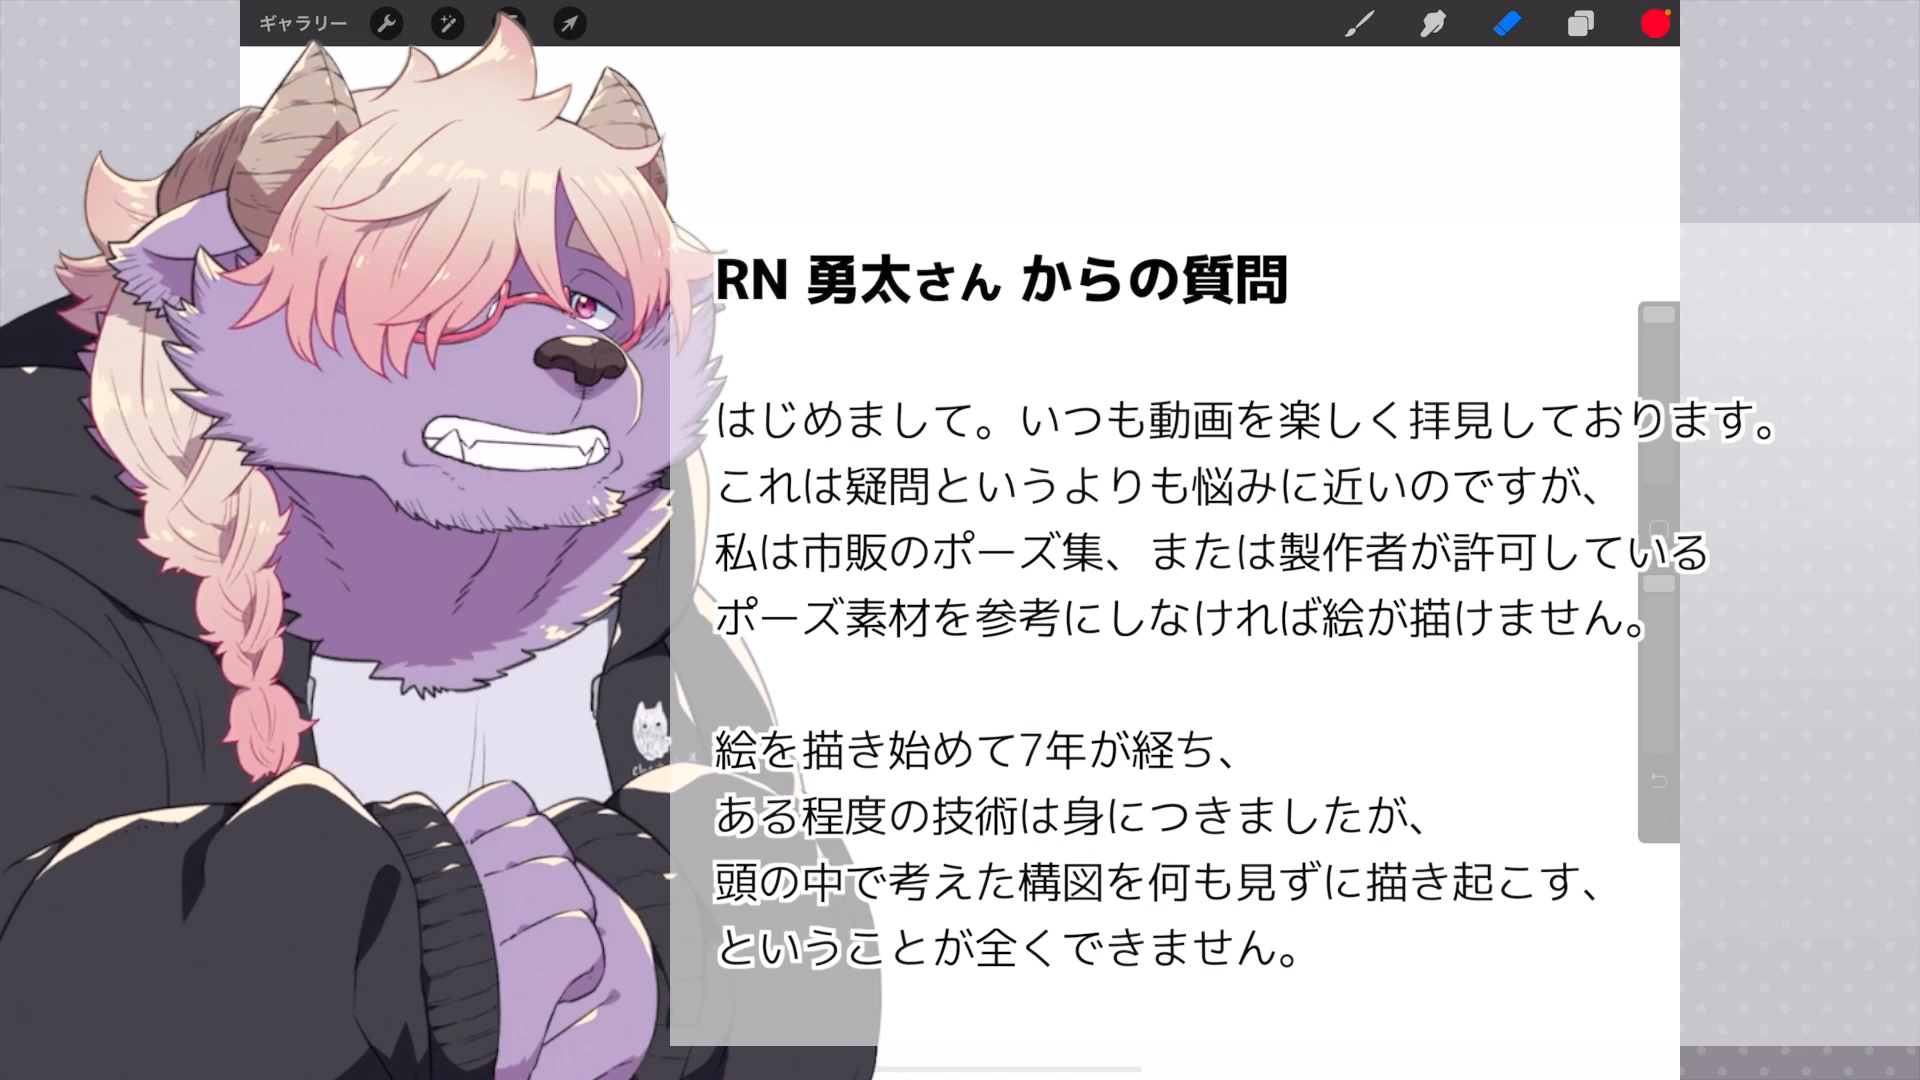 ギャラリー
RN 勇太さん からの質問
はじめまして。いつも動画を楽しく拝見しております。
これは疑問というよりも悩みに近いのですが、
私は市販のポーズ集、または製作者が許可している
ポーズ素材を参考にしなければ絵が描けません。
絵を描き始めて7年が経ち、
ある程度の技術は身につきましたが、
頭の中で考えた構図を何も見ずに描き起こす、
ということが全くできません。